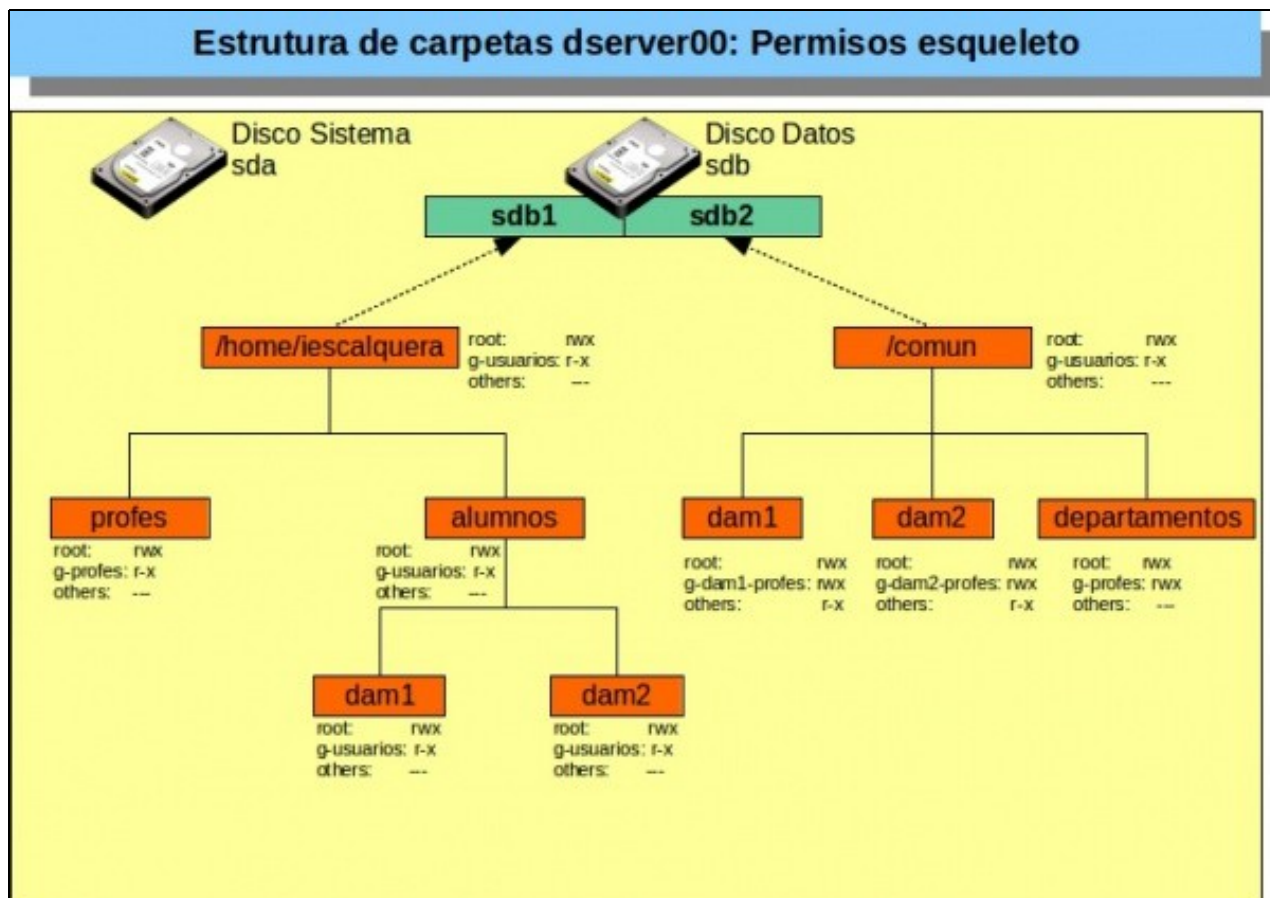 Estrutura de carpetas dserver00: Permisos esqueleto
Disco Sistema
sda
Disco Datos
sdb
sdb1
sdb2
/home/iescalquera
root: rwx
g-usuarios: r-x
others: ---
/comun
root: rwx
g-usuarios: r-x
others: ---
profes
root: rwx
g-profes: r-x
others: ---
alumnos
root: rwx
g-usuarios: r-x
others: ---
dam1
root: rwx
g-dam1-profes: rwx
others: r-x
dam2
root: rwx
g-dam2-profes: rwx
others: r-x
departamentos
root: rwx
g-profes: rwx
others: ---
dam1
root: rwx
g-usuarios: r-x
others: ---
dam2
root: rwx
g-usuarios: r-x
others: ---